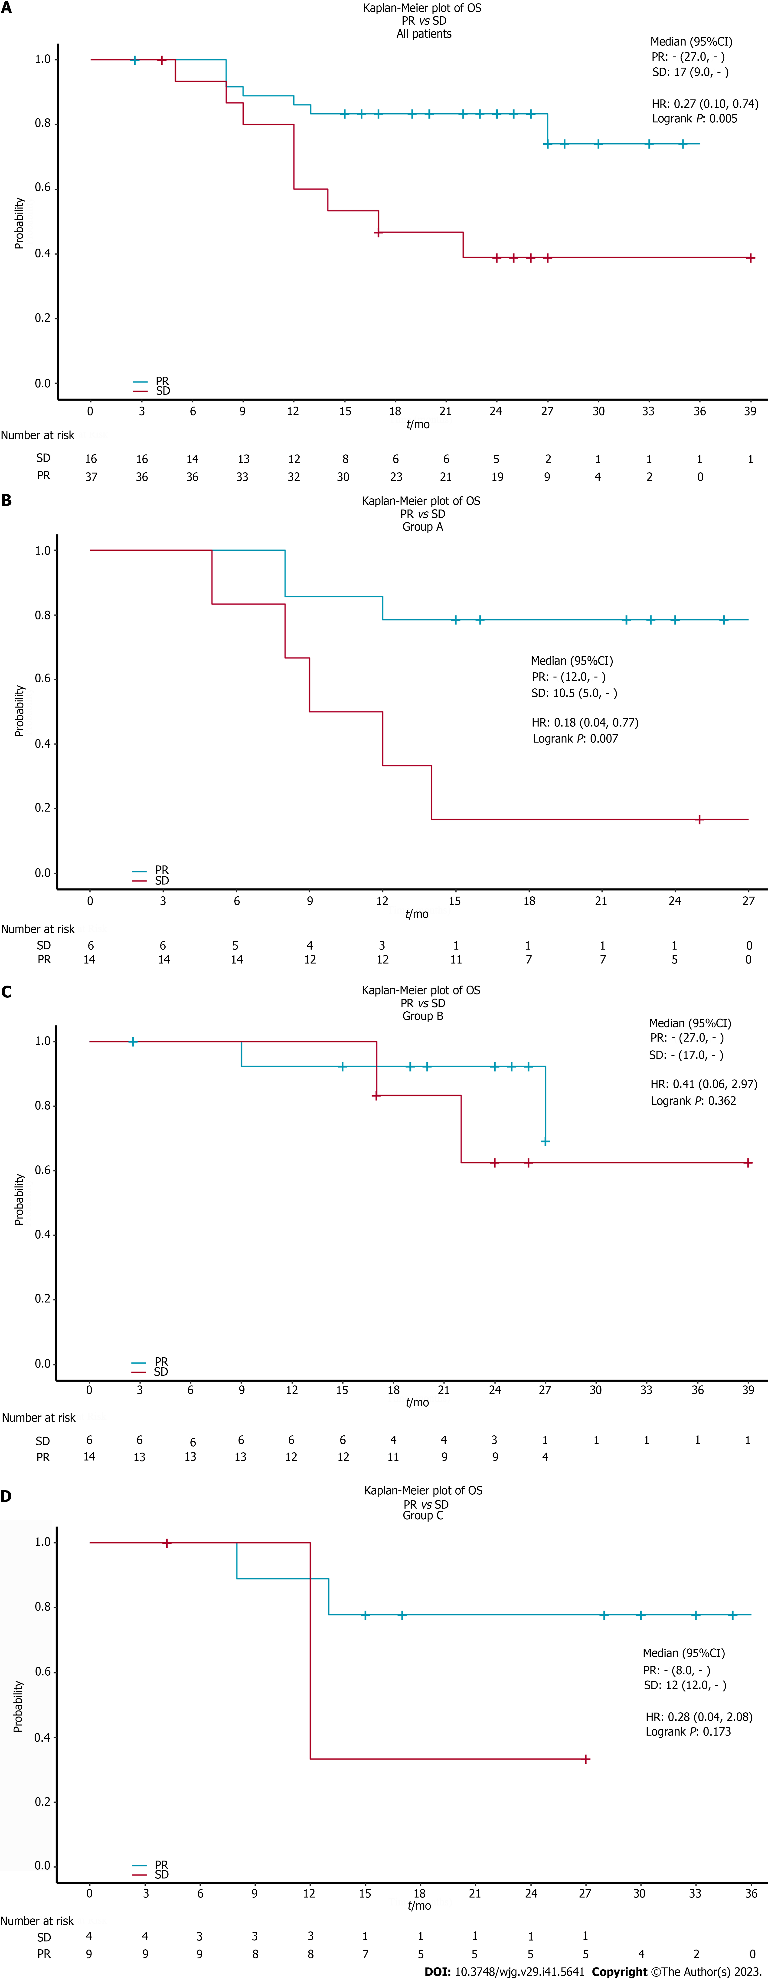 A
Kaplan-Meier plot of OS
PR vs SD
All patients
Median (95%CI)
PR: - (27.0, - )
SD: 17 (9.0, - )
HR: 0.27 (0.10, 0.74)
Logrank P: 0.005
Probability
1.0
0.8
0.6
0.4
0.2
0.0
PR
SD
0 3 6 9 12 15 18 21 24 27 30 33 36 39
t/mo
Number at risk
SD 16 16 14 13 12 8 6 6 5 2 1 1 1 1
PR 37 36 36 33 32 30 23 21 19 9 4 2 0
B
Kaplan-Meier plot of OS
PR vs SD
Group A
Median (95%CI)
PR: - (12.0, - )
SD: 10.5 (5.0, - )
HR: 0.18 (0.04, 0.77)
Logrank P: 0.007
Probability
1.0
0.8
0.6
0.4
0.2
0.0
PR
SD
0 3 6 9 12 15 18 21 24 27
t/mo
Number at risk
SD 6 6 5 4 3 1 1 1 1 0
PR 14 14 14 12 12 11 7 7 5 0
C
Kaplan-Meier plot of OS
PR vs SD
Group B
Median (95%CI)
PR: - (27.0, - )
SD: - (17.0, - )
HR: 0.41 (0.06, 2.97)
Logrank P: 0.362
Probability
1.0
0.8
0.6
0.4
0.2
0.0
PR
SD
0 3 6 9 12 15 18 21 24 27 30 33 36 39
t/mo
Number at risk
SD 6 6 6 6 6 6 4 4 3 1 1 1 1 1
PR 14 13 13 13 12 12 11 9 9 4
D
Kaplan-Meier plot of OS
PR vs SD
Group C
Median (95%CI)
PR: - (8.0, - )
SD: 12 (12.0, - )
HR: 0.28 (0.04, 2.08)
Logrank P: 0.173
Probability
1.0
0.8
0.6
0.4
0.2
0.0
PR
SD
0 3 6 9 12 15 18 21 24 27 30 33 36
t/mo
Number at risk
SD 4 4 3 3 3 1 1 1 1 1
PR 9 9 9 8 8 7 5 5 5 5 4 2 0
DOI: 10.3748/wjg.v29.i41.5641 Copyright ©The Author(s) 2023.